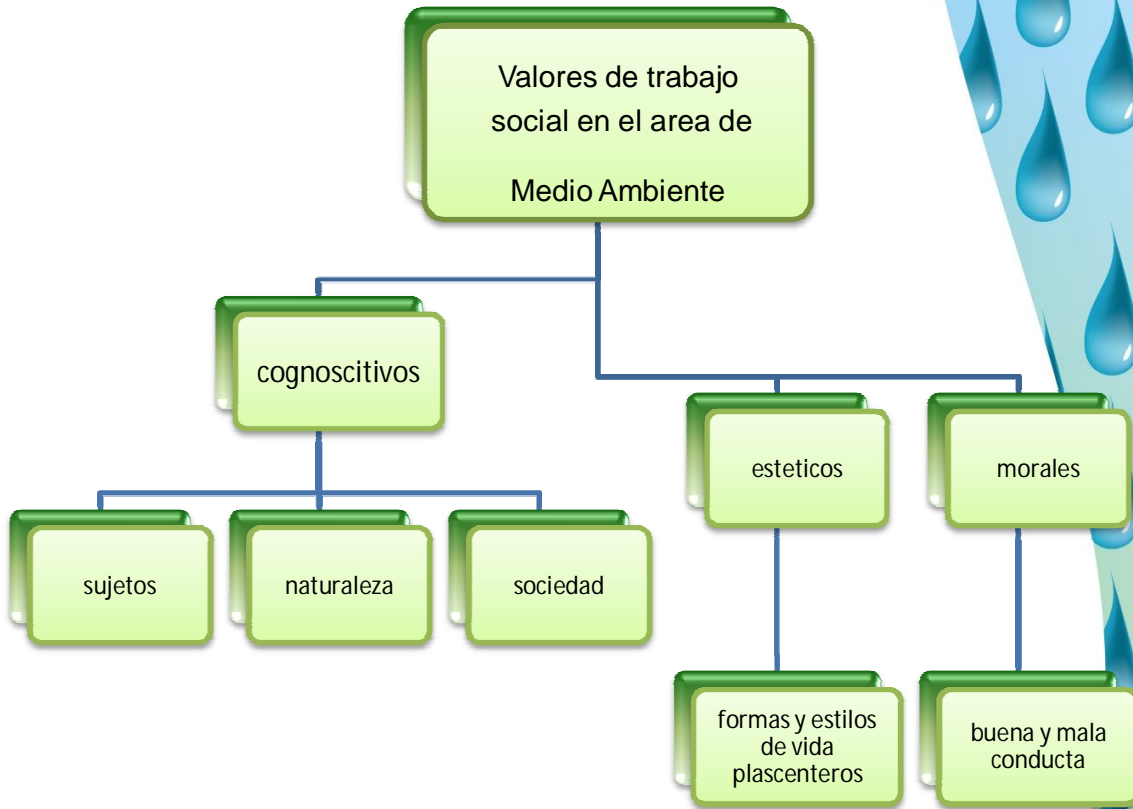 Valores de trabajo
social en el area de
Medio Ambiente
cognoscitivos
esteticos
morales
sujetos
naturaleza
sociedad
formas y estilos
de vida
plascenteros
buena y mala
conducta